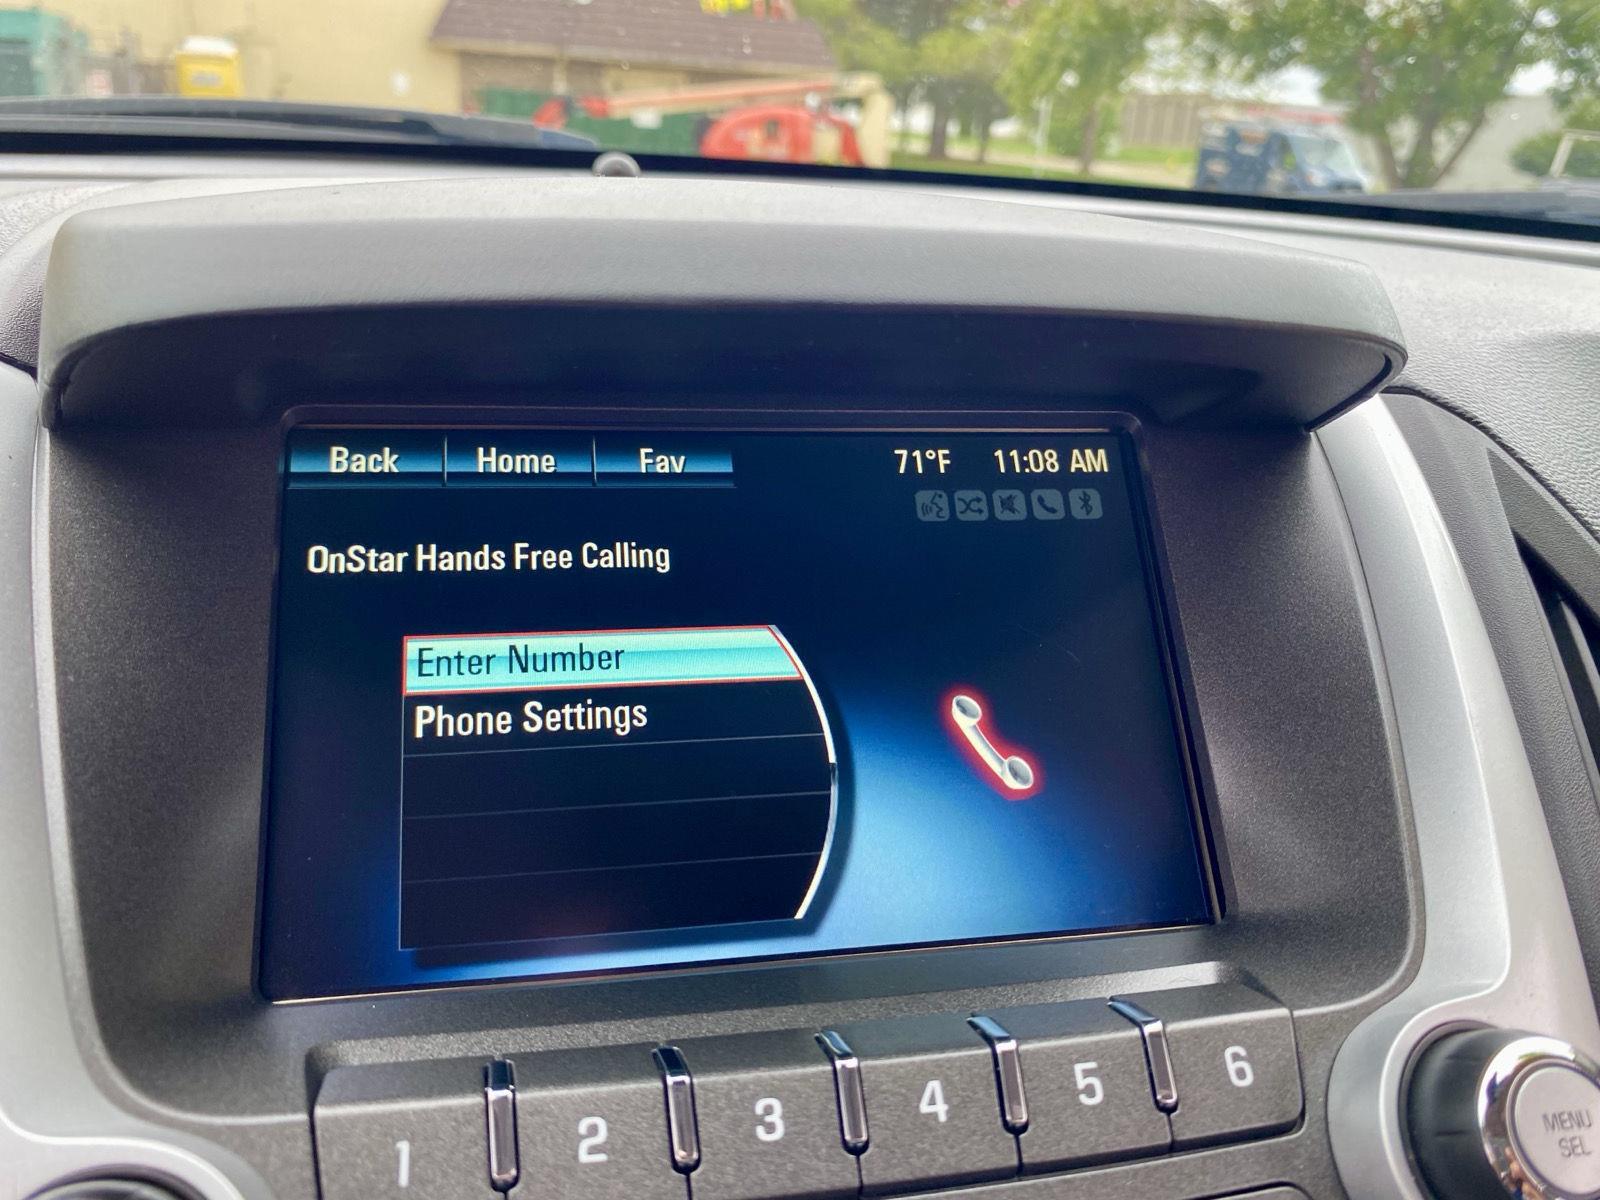 Back Home Fav 71°F 11:08 AM
OnStar Hands Free Calling
Enter Number
Phone Settings
1 2 3 4 5 6
MENU
SEL